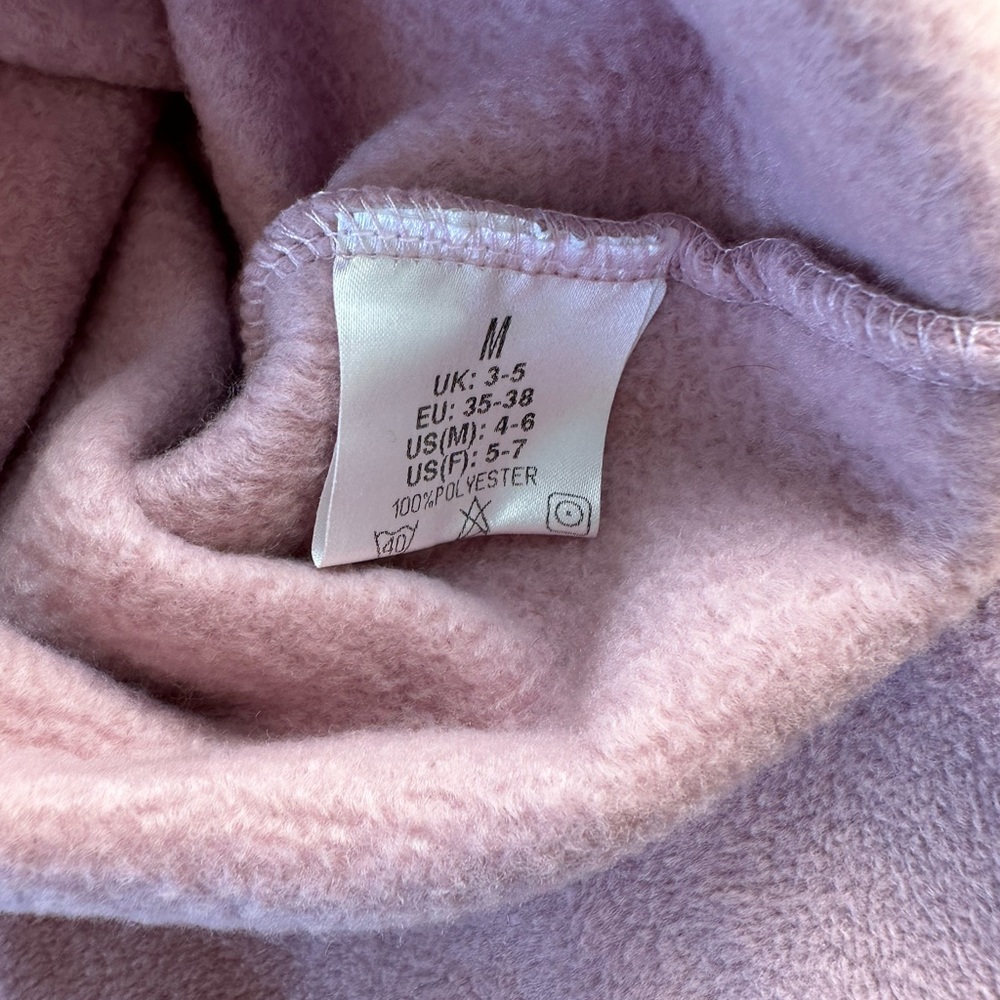 M
UK: 3-5
EU: 35-38
US(M): 4-6
US(F): 5-7
100%POLYESTER
40